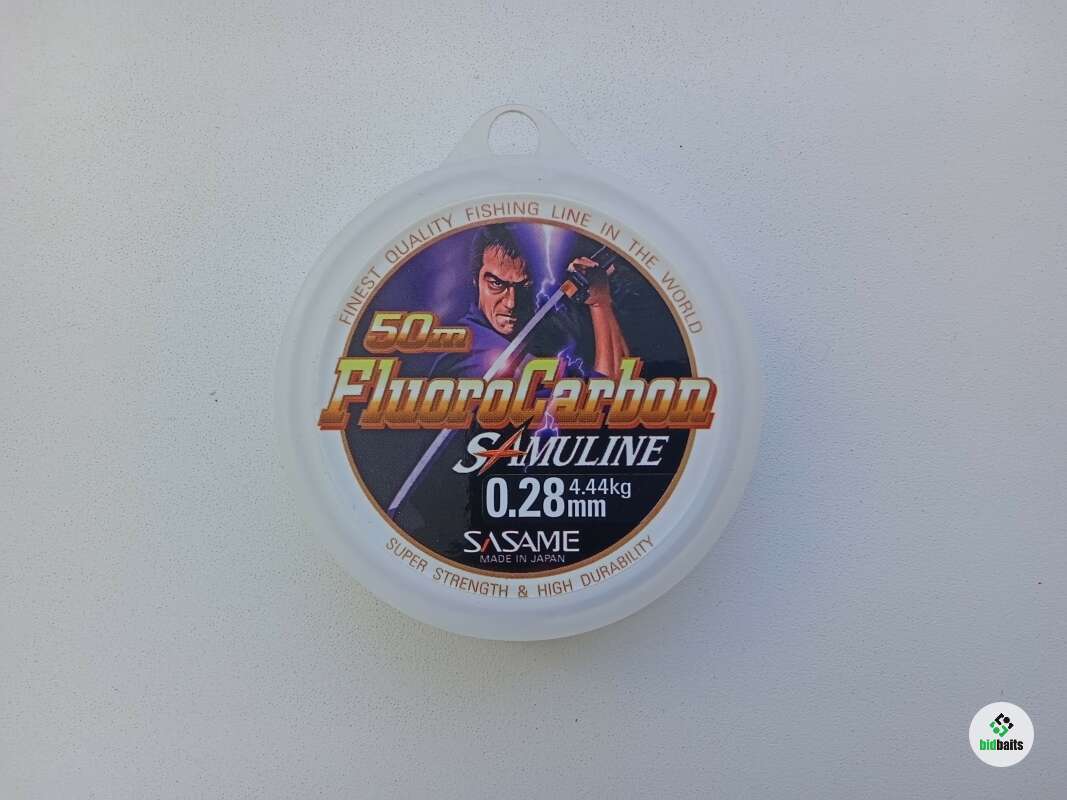 FINEST QUALITY FISHING LINE IN THE WORLD
50m
FluoroCarbon
SAMULINE
0.28mm
4.44kg
SASAME
MADE IN JAPAN
SUPER STRENGTH & HIGH DURABILITY
bidbaits